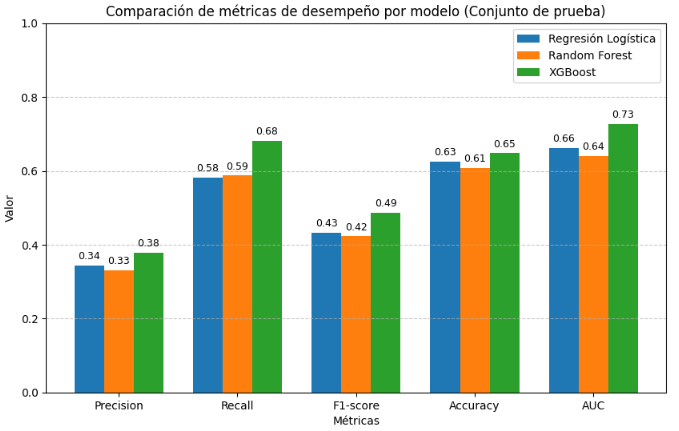 Comparación de métricas de desempeño por modelo (Conjunto de prueba)
Regresión Logística
Random Forest
XGBoost
Valor
1.0
0.8
0.6
0.4
0.2
0.0
0.34
0.33
0.38
0.58
0.59
0.68
0.43
0.42
0.49
0.63
0.61
0.65
0.66
0.64
0.73
Precision
Recall
F1-score
Accuracy
AUC
Métricas